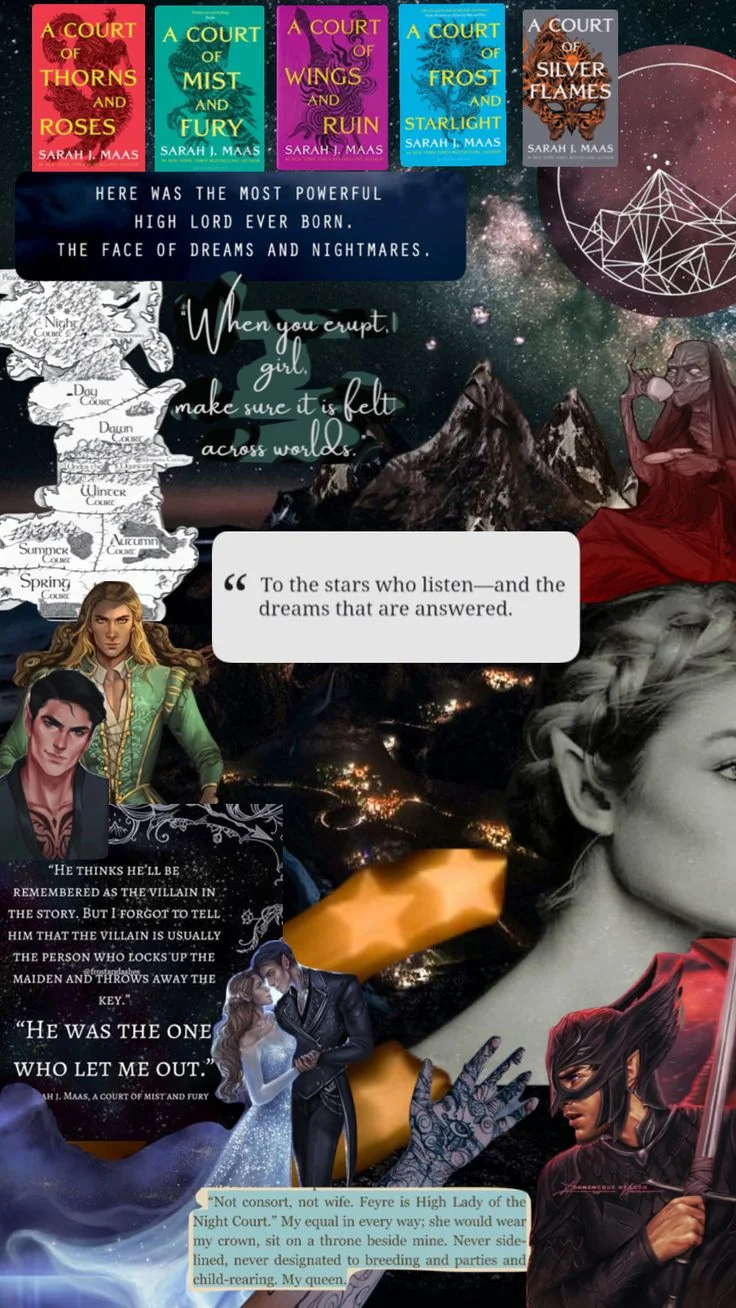 A COURT
OF
THORNS
AND
ROSES
SARAH J. MAAS
A COURT
OF
MIST
AND
FURY
SARAH J. MAAS
A COURT
OF
WINGS
AND
RUIN
SARAH J. MAAS
A COURT
OF
FROST
AND
STARLIGHT
SARAH J. MAAS
A COURT
OF
SILVER
FLAMES
SARAH J. MAAS
HERE WAS THE MOST POWERFUL
HIGH LORD EVER BORN.
THE FACE OF DREAMS AND NIGHTMARES.
Night
Court
Day
Court
Dawn
Court
Winter
Court
Summer
Court
Autumn
Court
Spring
"When you erupt,
girl,
make sure it is felt
across worlds.
“ To the stars who listen—and the
dreams that are answered.
“HE THINKS HE'LL BE
REMEMBERED AS THE VILLAIN IN
THE STORY. BUT I FORGOT TO TELL
HIM THAT THE VILLAIN IS USUALLY
THE PERSON WHO LOCKS UP THE
@frostandashes
MAIDEN AND THROWS AWAY THE
KEY.”
“HE WAS THE ONE
WHO LET ME OUT.”
AH J. MAAS, A COURT OF MIST AND FURY
“Not consort, not wife. Feyre is High Lady of the
Night Court.” My equal in every way; she would wear
my crown, sit on a throne beside mine. Never side-
lined, never designated to breeding and parties and
child-rearing. My queen.